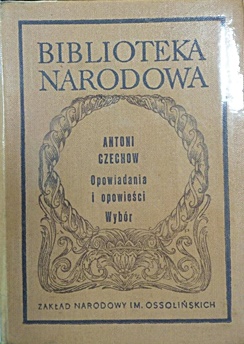 BIBLIOTEKA
NARODOWA
ANTONI
CZECHOW
Opowiadania
i opowieści
Wybór
ZAKŁAD NARODOWY IM. OSSOLIŃSKICH